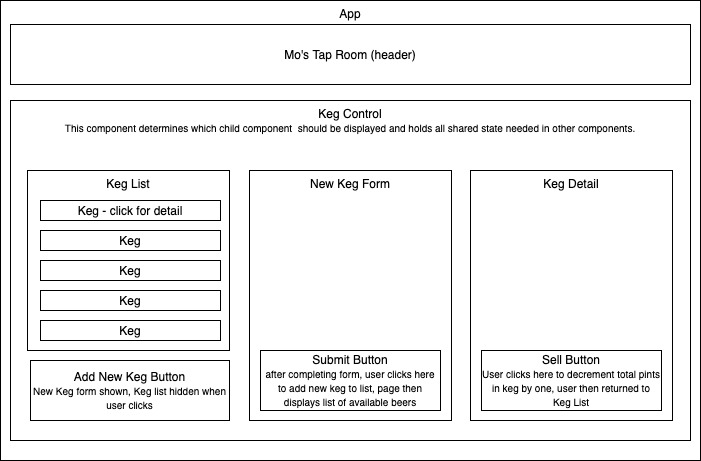 App
Mo's Tap Room (header)
Keg Control
This component determines which child component  should be displayed and holds all shared state needed in other components.
Keg List
Keg - click for detail
Keg
Keg
Keg
Keg
Add New Keg Button
New Keg form shown, Keg list hidden when
user clicks
New Keg Form
Submit Button
after completing form, user clicks here
to add new keg to list, page then
displays list of available beers
Keg Detail
Sell Button
User clicks here to decrement total pints
in keg by one, user then returned to
Keg List